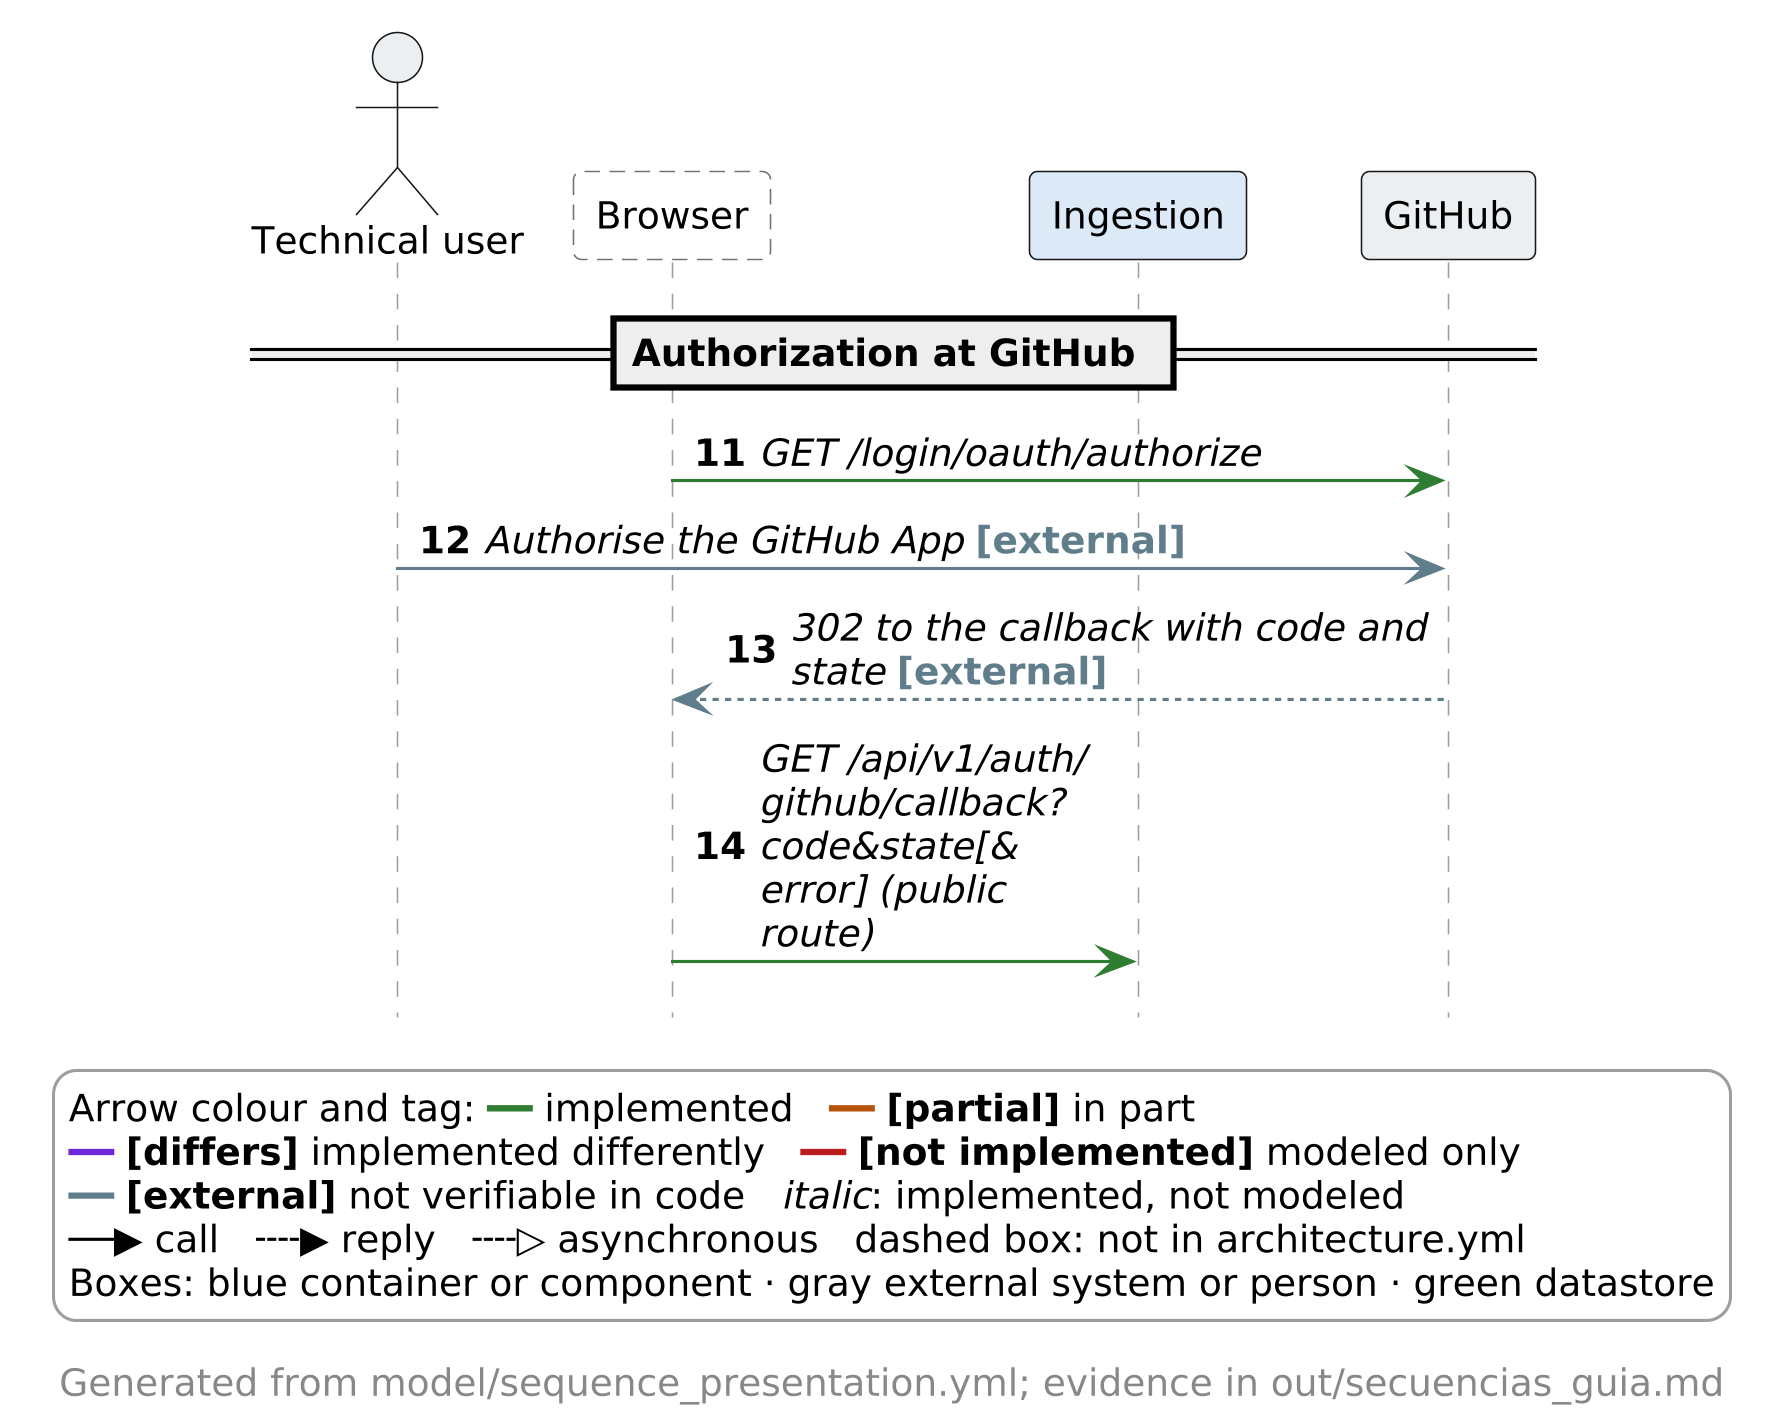 Technical user
Browser
Ingestion
GitHub
Authorization at GitHub
11 GET /login/oauth/authorize
12 Authorise the GitHub App [external]
13 302 to the callback with code and
state [external]
14 GET /api/v1/auth/
github/callback?
code&state[&
error] (public
route)
Arrow colour and tag: implemented [partial] in part
[differs] implemented differently [not implemented] modeled only
[external] not verifiable in code italic: implemented, not modeled
call reply asynchronous dashed box: not in architecture.yml
Boxes: blue container or component · gray external system or person · green datastore
Generated from model/sequence_presentation.yml; evidence in out/secuencias_guia.md